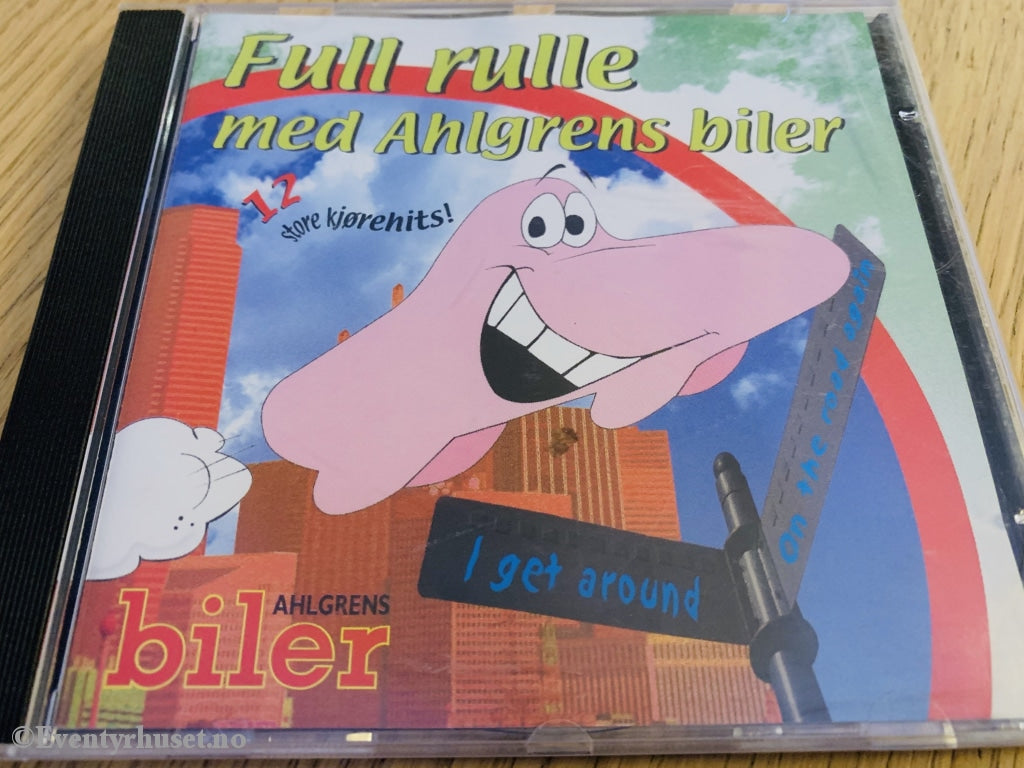 Full rulle
med Ahlgrens biler
12
store kjørehits!
On the road again
I get around
AHLGRENS
biler
©Eventyrhuset.no